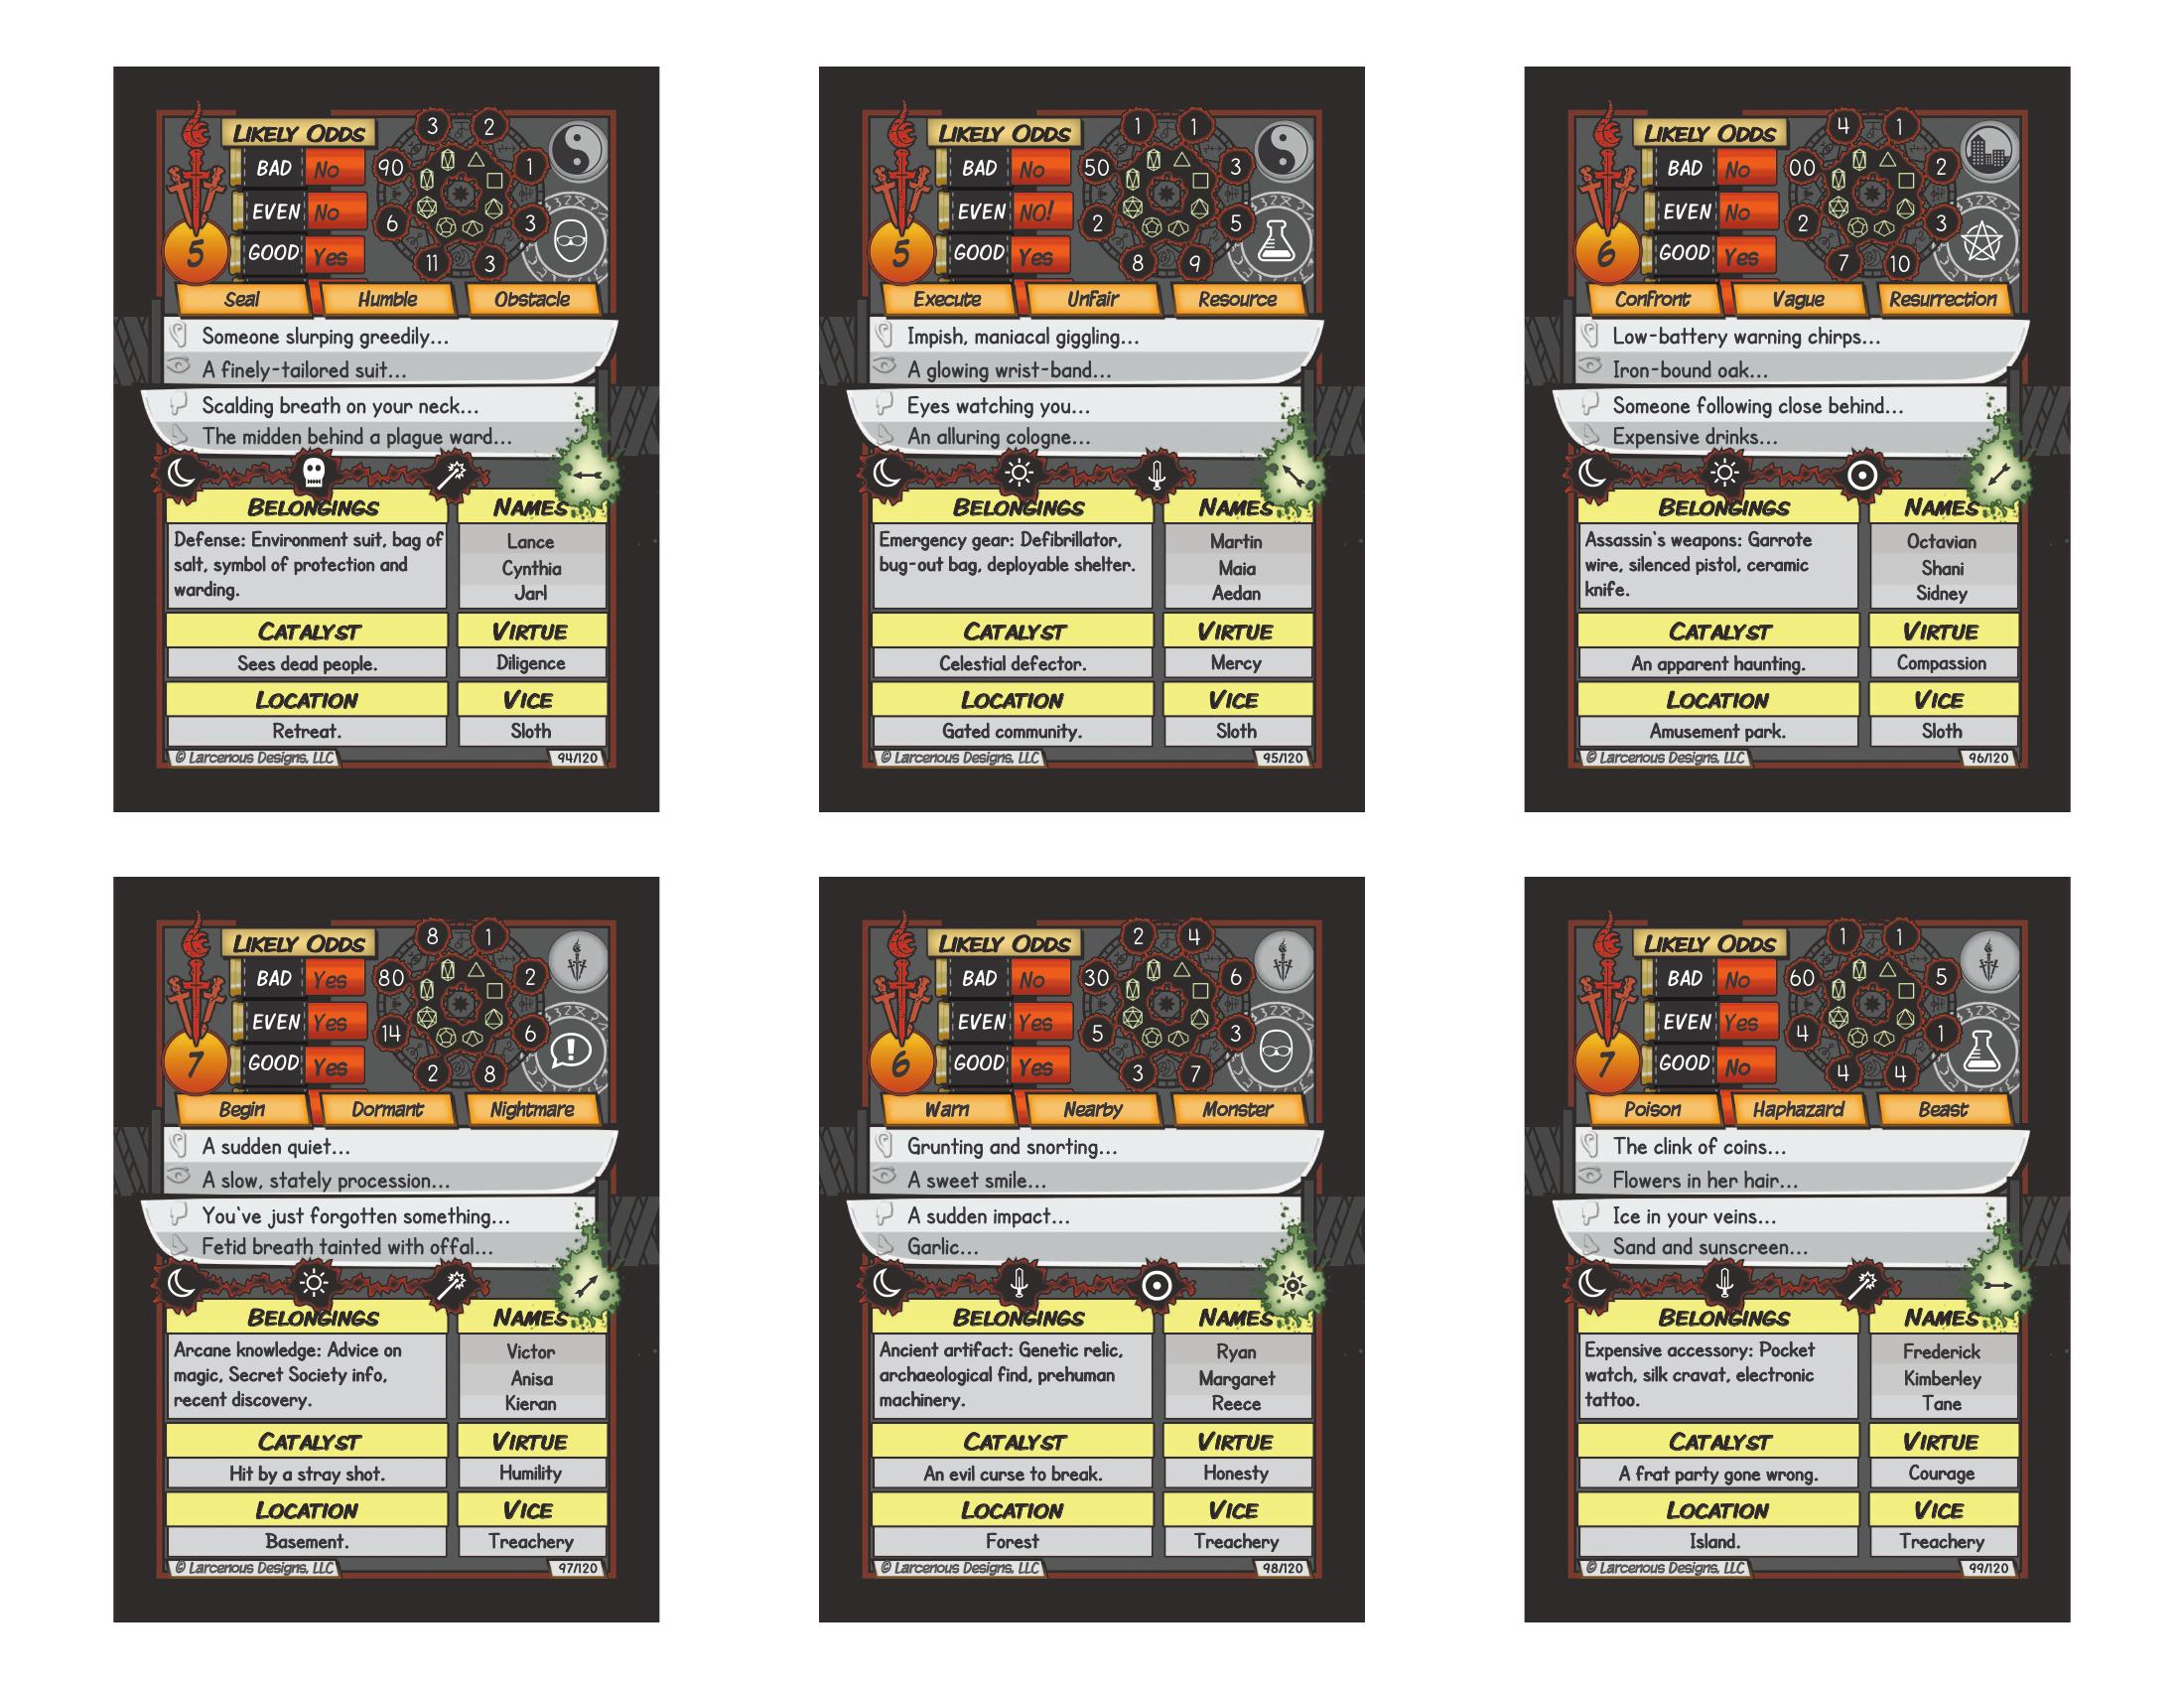 LIKELY ODDS
BAD No
EVEN No
GOOD Yes
5
3 2
90 1
6 3
11 3
Seal Humble Obstacle
Someone slurping greedily...
A finely-tailored suit...
Scalding breath on your neck...
The midden behind a plague ward...
BELONGINGS NAMES
Defense: Environment suit, bag of
salt, symbol of protection and
warding.
Lance
Cynthia
Jarl
CATALYST VIRTUE
Sees dead people. Diligence
LOCATION VICE
Retreat. Sloth
© Larcenous Designs, LLC 94/120
LIKELY ODDS
BAD No
EVEN NO!
GOOD Yes
5
1 1
50 3
2 5
8 9
Execute Unfair Resource
Impish, maniacal giggling...
A glowing wrist-band...
Eyes watching you...
An alluring cologne...
BELONGINGS NAMES
Emergency gear: Defibrillator,
bug-out bag, deployable shelter.
Martin
Maia
Aedan
CATALYST VIRTUE
Celestial defector. Mercy
LOCATION VICE
Gated community. Sloth
© Larcenous Designs, LLC 95/120
LIKELY ODDS
BAD No
EVEN No
GOOD Yes
6
4 1
00 2
2 3
7 10
Confront Vague Resurrection
Low-battery warning chirps...
Iron-bound oak...
Someone following close behind...
Expensive drinks...
BELONGINGS NAMES
Assassin's weapons: Garrote
wire, silenced pistol, ceramic
knife.
Octavian
Shani
Sidney
CATALYST VIRTUE
An apparent haunting. Compassion
LOCATION VICE
Amusement park. Sloth
© Larcenous Designs, LLC 96/120
LIKELY ODDS
BAD Yes
EVEN Yes
GOOD Yes
7
8 1
80 2
14 6
2 8
Begin Dormant Nightmare
A sudden quiet...
A slow, stately procession...
You've just forgotten something...
Fetid breath tainted with offal...
BELONGINGS NAMES
Arcane knowledge: Advice on
magic, Secret Society info,
recent discovery.
Victor
Anisa
Kieran
CATALYST VIRTUE
Hit by a stray shot. Humility
LOCATION VICE
Basement. Treachery
© Larcenous Designs, LLC 97/120
LIKELY ODDS
BAD No
EVEN Yes
GOOD Yes
6
2 4
30 6
5 3
3 7
Warn Nearby Monster
Grunting and snorting...
A sweet smile...
A sudden impact...
Garlic...
BELONGINGS NAMES
Ancient artifact: Genetic relic,
archaeological find, prehuman
machinery.
Ryan
Margaret
Reece
CATALYST VIRTUE
An evil curse to break. Honesty
LOCATION VICE
Forest Treachery
© Larcenous Designs, LLC 98/120
LIKELY ODDS
BAD No
EVEN Yes
GOOD No
7
1 1
60 5
4 1
4 4
Poison Haphazard Beast
The clink of coins...
Flowers in her hair...
Ice in your veins...
Sand and sunscreen...
BELONGINGS NAMES
Expensive accessory: Pocket
watch, silk cravat, electronic
tattoo.
Frederick
Kimberley
Tane
CATALYST VIRTUE
A frat party gone wrong. Courage
LOCATION VICE
Island. Treachery
© Larcenous Designs, LLC 99/120